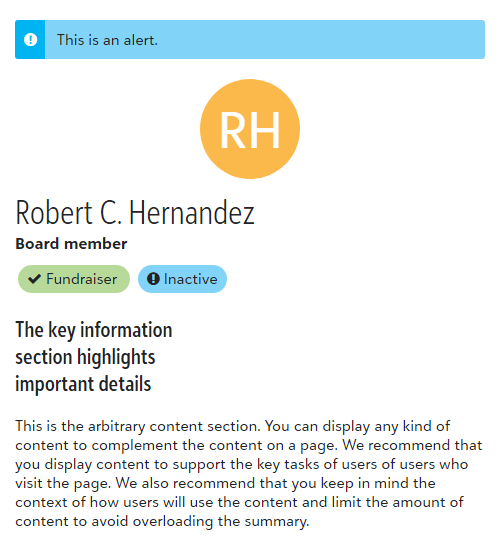 This is an alert.
RH
Robert C. Hernandez
Board member
Fundraiser Inactive
The key information
section highlights
important details
This is the arbitrary content section. You can display any kind of
content to complement the content on a page. We recommend that
you display content to support the key tasks of users of users who
visit the page. We also recommend that you keep in mind the
context of how users will use the content and limit the amount of
content to avoid overloading the summary.